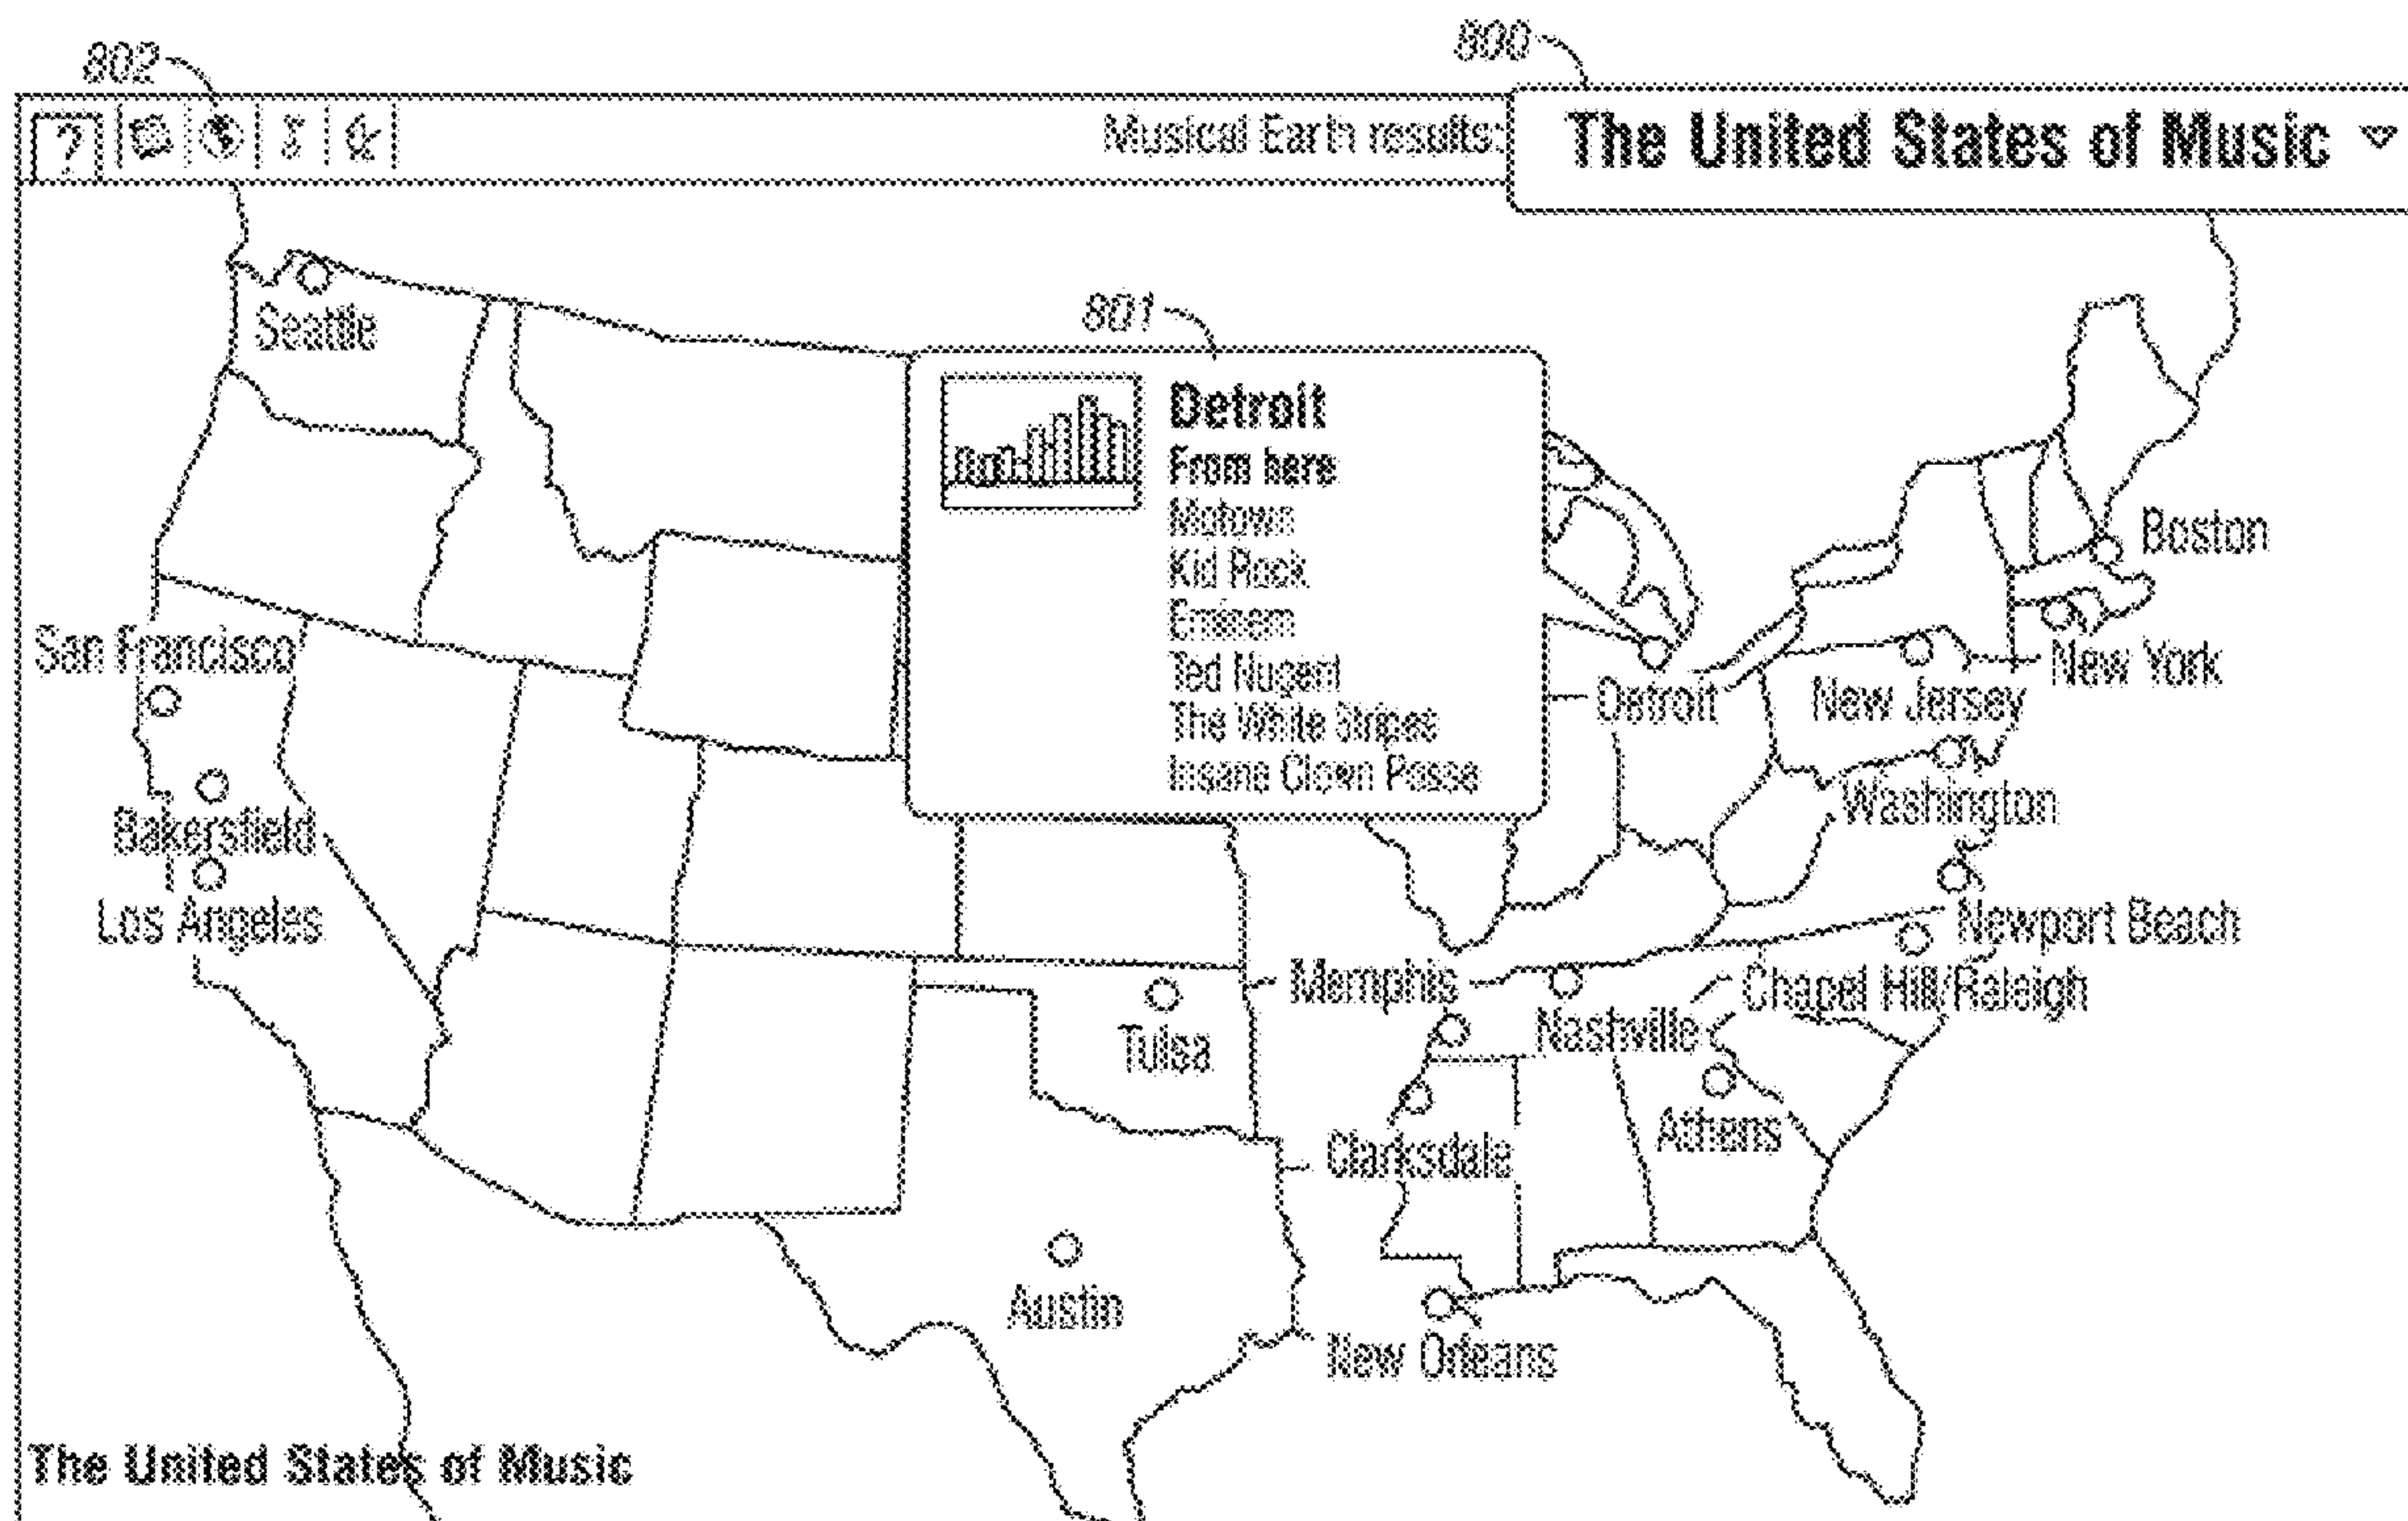 802
800
?
Musical Earth results:
The United States of Music
Seattle
801
Detroit
From here
Motown
Kid Rock
Eminem
Ted Nugent
The White Stripes
Insane Clown Posse
Boston
San Francisco
New York
Detroit
New Jersey
Bakersfield
Washington
Los Angeles
Newport Beach
Memphis
Chapel Hill/Raleigh
Tulsa
Nashville
Athens
Clarksdale
Austin
New Orleans
The United States of Music